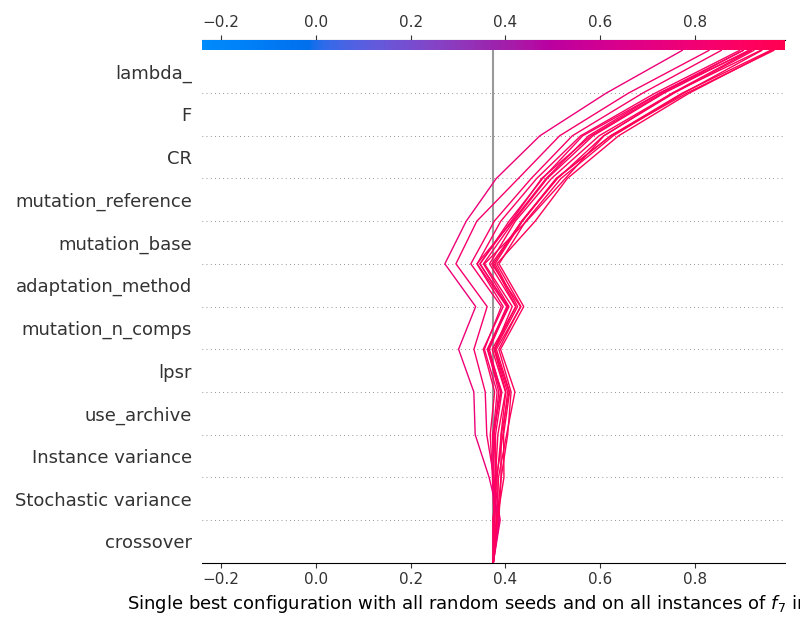 −0.2 0.0 0.2 0.4 0.6 0.8
lambda_
F
CR
mutation_reference
mutation_base
adaptation_method
mutation_n_comps
lpsr
use_archive
Instance variance
Stochastic variance
crossover
−0.2 0.0 0.2 0.4 0.6 0.8
Single best configuration with all random seeds and on all instances of f₇